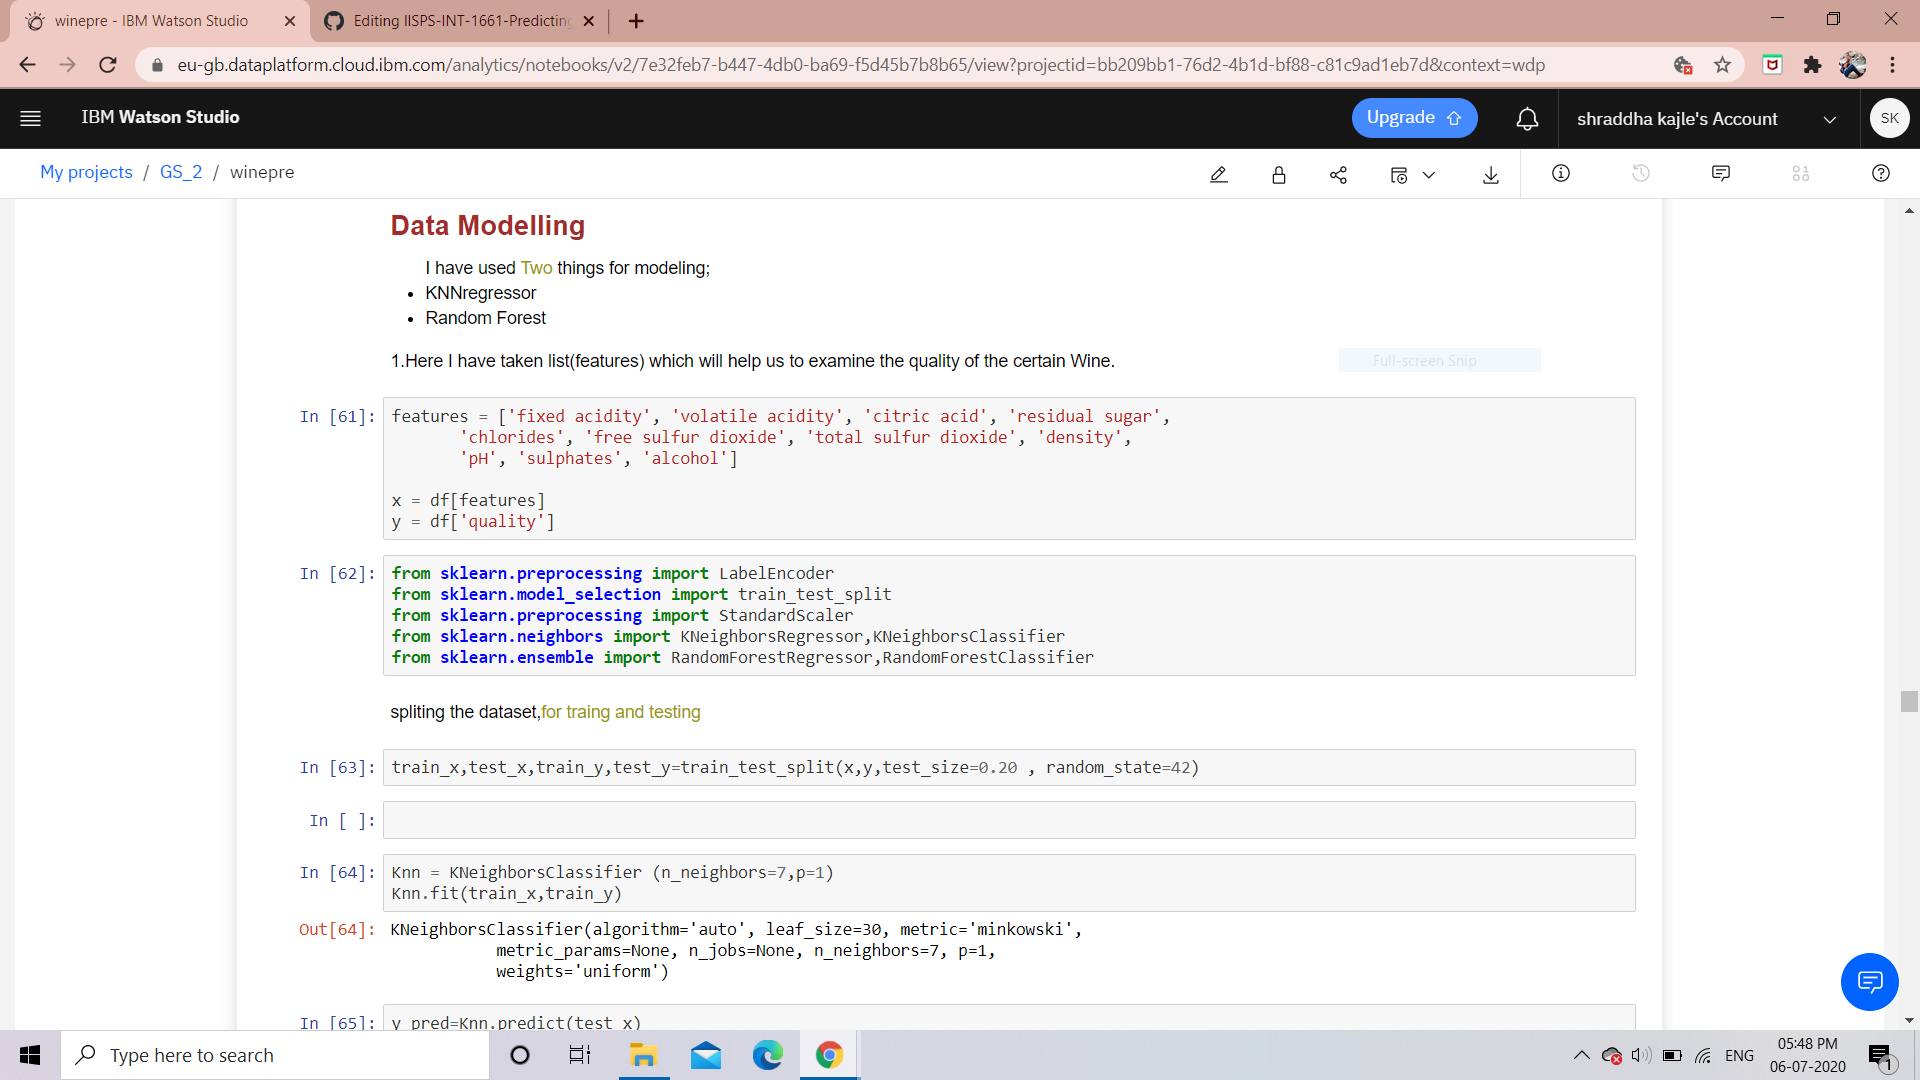 winepre - IBM Watson Studio
Editing IISPS-INT-1661-Predicting
eu-gb.dataplatform.cloud.ibm.com/analytics/notebooks/v2/7e32feb7-b447-4db0-ba69-f5d45b7b8b65/view?projectid=bb209bb1-76d2-4b1d-bf88-c81c9ad1eb7d&context=wdp
IBM Watson Studio
Upgrade
shraddha kajle's Account
SK
My projects / GS_2 / winepre
Data Modelling
I have used Two things for modeling;
• KNNregressor
• Random Forest
1.Here I have taken list(features) which will help us to examine the quality of the certain Wine.
Full-screen Snip
In [61]: features = ['fixed acidity', 'volatile acidity', 'citric acid', 'residual sugar',
'chlorides', 'free sulfur dioxide', 'total sulfur dioxide', 'density',
'pH', 'sulphates', 'alcohol']
x = df[features]
y = df['quality']
In [62]: from sklearn.preprocessing import LabelEncoder
from sklearn.model_selection import train_test_split
from sklearn.preprocessing import StandardScaler
from sklearn.neighbors import KNeighborsRegressor,KNeighborsClassifier
from sklearn.ensemble import RandomForestRegressor,RandomForestClassifier
spliting the dataset,for traing and testing
In [63]: train_x,test_x,train_y,test_y=train_test_split(x,y,test_size=0.20 , random_state=42)
In [ ]:
In [64]: Knn = KNeighborsClassifier (n_neighbors=7,p=1)
Knn.fit(train_x,train_y)
Out[64]: KNeighborsClassifier(algorithm='auto', leaf_size=30, metric='minkowski',
metric_params=None, n_jobs=None, n_neighbors=7, p=1,
weights='uniform')
In [65]: y_pred=Knn.predict(test_x)
Type here to search
ENG
05:48 PM
06-07-2020
1